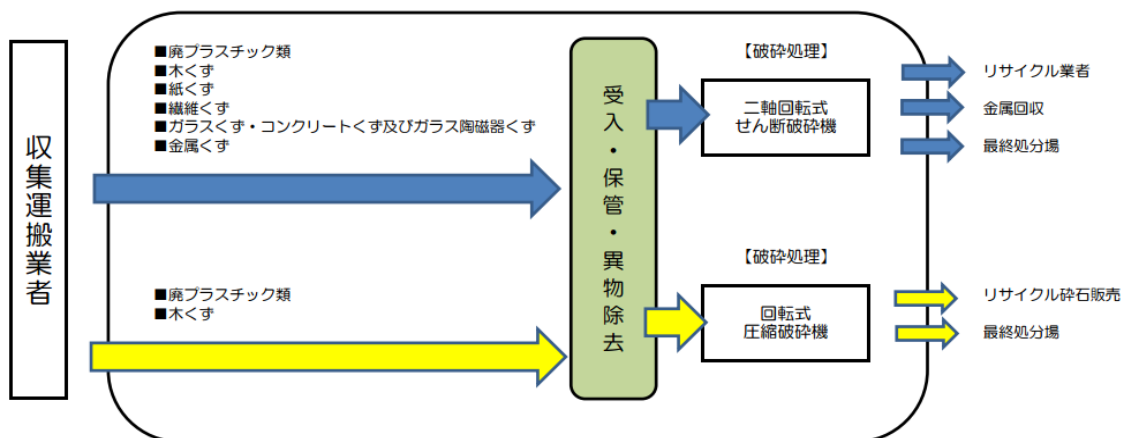 収集運搬業者
■廃プラスチック類
■木くず
■紙くず
■繊維くず
■ガラスくず・コンクリートくず及びガラス陶磁器くず
■金属くず
■廃プラスチック類
■木くず
受入・保管・異物除去
【破砕処理】
二軸回転式
せん断破砕機
リサイクル業者
金属回収
最終処分場
【破砕処理】
回転式
圧縮破砕機
リサイクル砕石販売
最終処分場